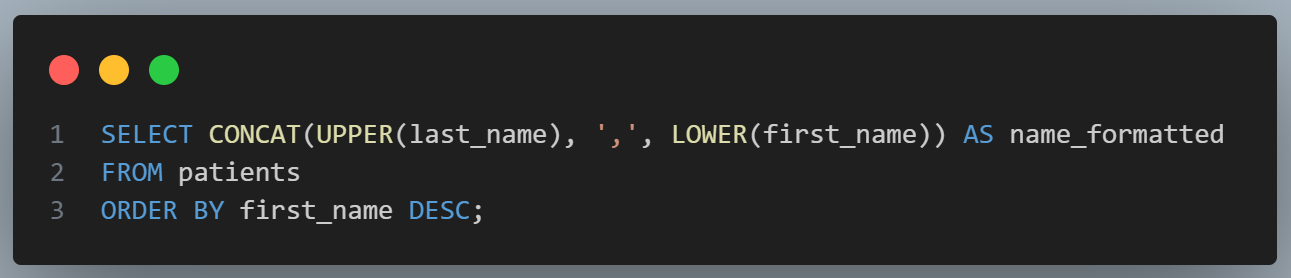 1 SELECT CONCAT(UPPER(last_name), ',', LOWER(first_name)) AS name_formatted
2 FROM patients
3 ORDER BY first_name DESC;